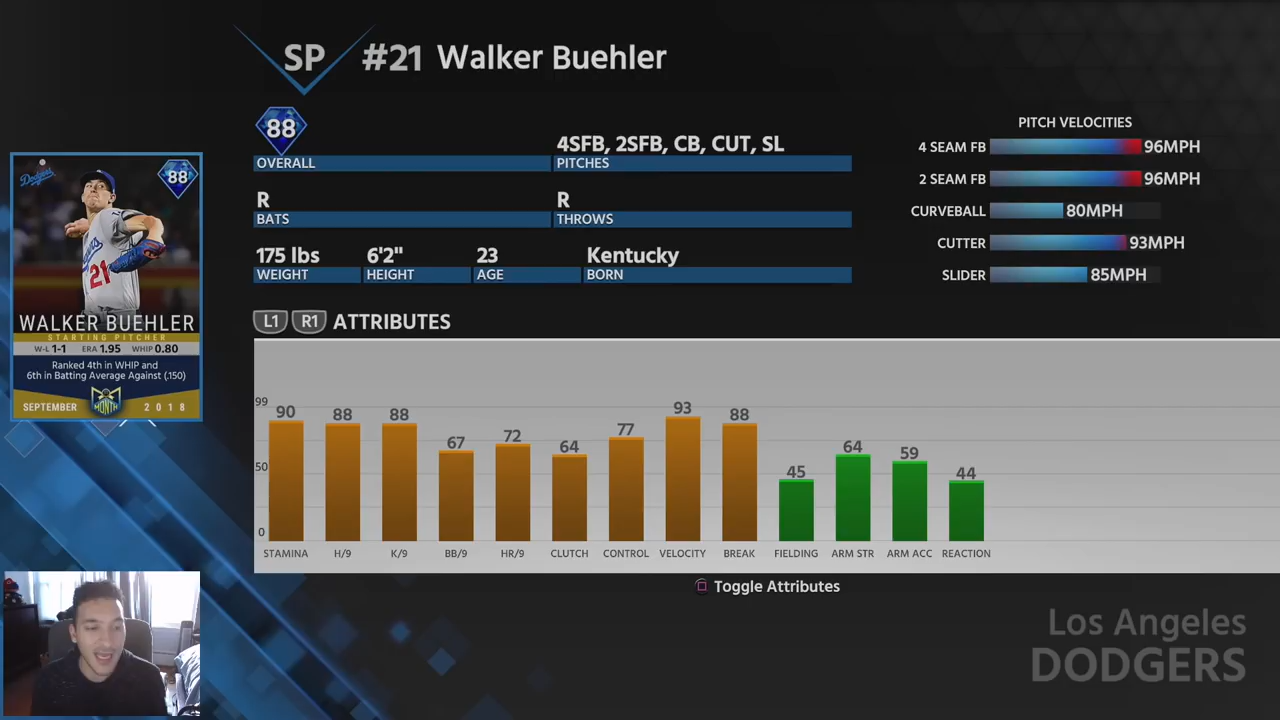 SP #21 Walker Buehler
88
OVERALL
4SFB, 2SFB, CB, CUT, SL
PITCHES
R
BATS
R
THROWS
175 lbs
WEIGHT
6'2"
HEIGHT
23
AGE
Kentucky
BORN
PITCH VELOCITIES
4 SEAM FB 96MPH
2 SEAM FB 96MPH
CURVEBALL 80MPH
CUTTER 93MPH
SLIDER 85MPH
Dodgers
88
21
WALKER BUEHLER
STARTING PITCHER
W-L 1-1 ERA 1.95 WHIP 0.80
Ranked 4th in WHIP and
6th in Batting Average Against (.150)
MONTH
SEPTEMBER 2018
L1 R1 ATTRIBUTES
99
50
0
90 88 88 67 72 64 77 93 88 45 64 59 44
STAMINA H/9 K/9 BB/9 HR/9 CLUTCH CONTROL VELOCITY BREAK FIELDING ARM STR ARM ACC REACTION
Toggle Attributes
Los Angeles
DODGERS